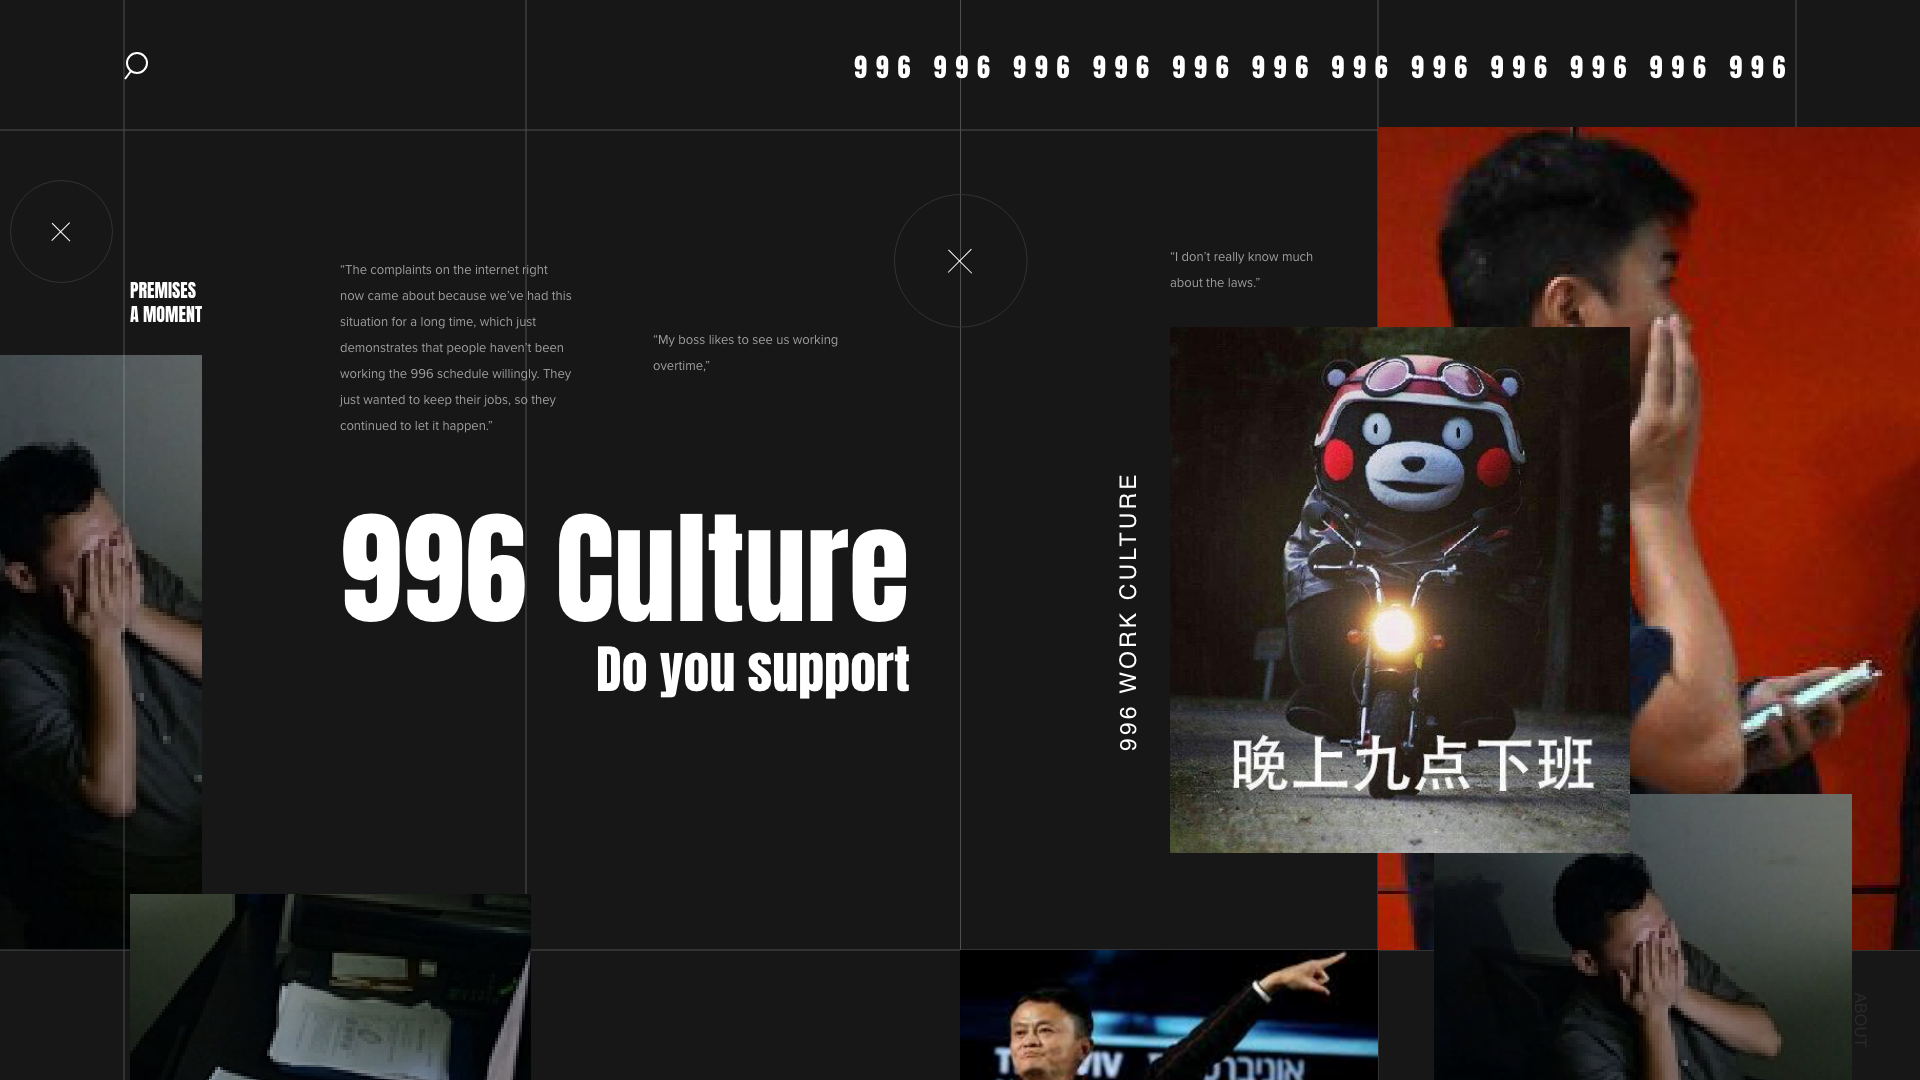 996 996 996 996 996 996 996 996 996 996 996 996
PREMISES
A MOMENT
“The complaints on the internet right
now came about because we’ve had this
situation for a long time, which just
demonstrates that people haven’t been
working the 996 schedule willingly. They
just wanted to keep their jobs, so they
continued to let it happen.”
“My boss likes to see us working
overtime,”
“I don’t really know much
about the laws.”
996 Culture
Do you support
996 WORK CULTURE
晚上九点下班
ABOUT